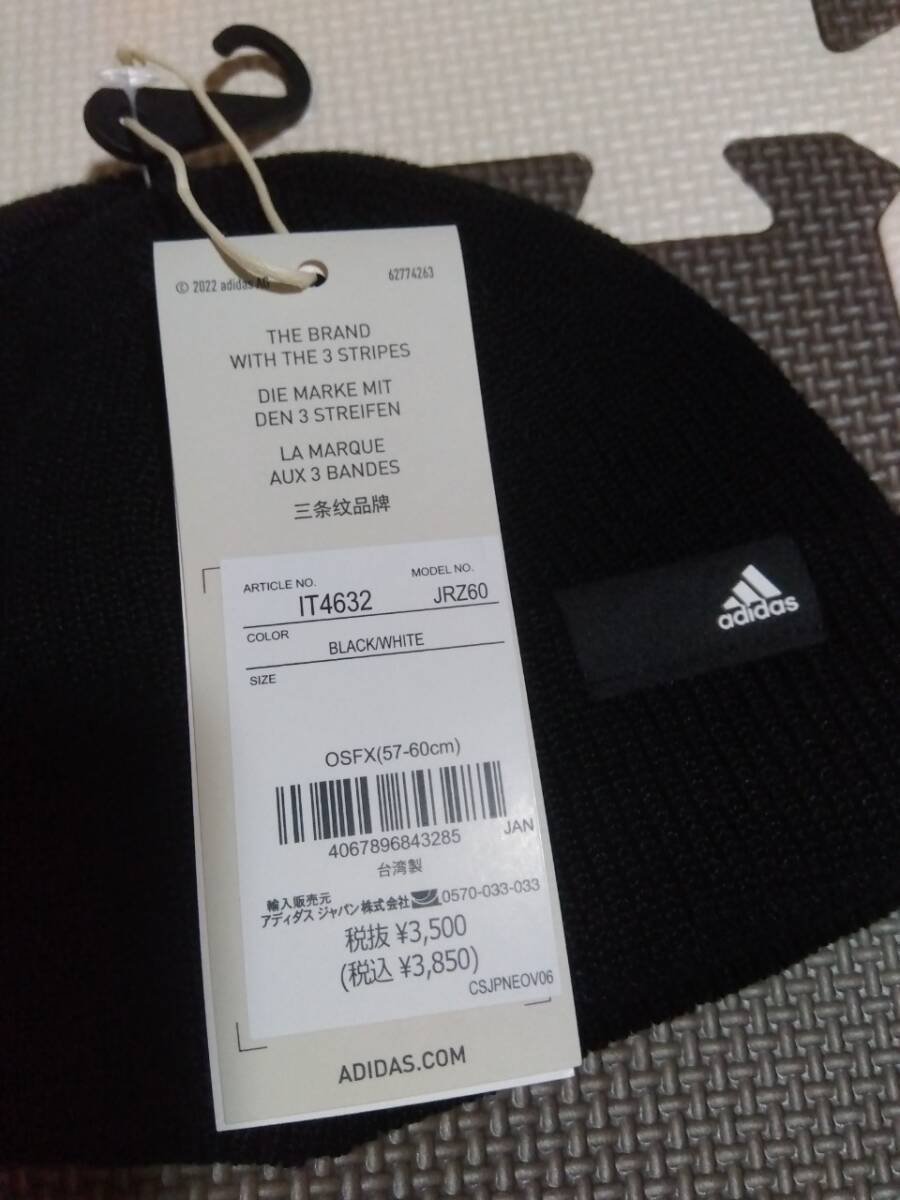 © 2022 adidas AG
62774263
THE BRAND
WITH THE 3 STRIPES
DIE MARKE MIT
DEN 3 STREIFEN
LA MARQUE
AUX 3 BANDES
三条纹品牌
ARTICLE NO. MODEL NO.
IT4632 JRZ60
COLOR
BLACK/WHITE
SIZE
OSFX(57-60cm)
JAN
4067896843285
台湾製
輸入販売元
アディダス ジャパン株式会社 0570-033-033
税抜 ¥3,500
(税込 ¥3,850)
CSJPNEOV06
ADIDAS.COM
adidas